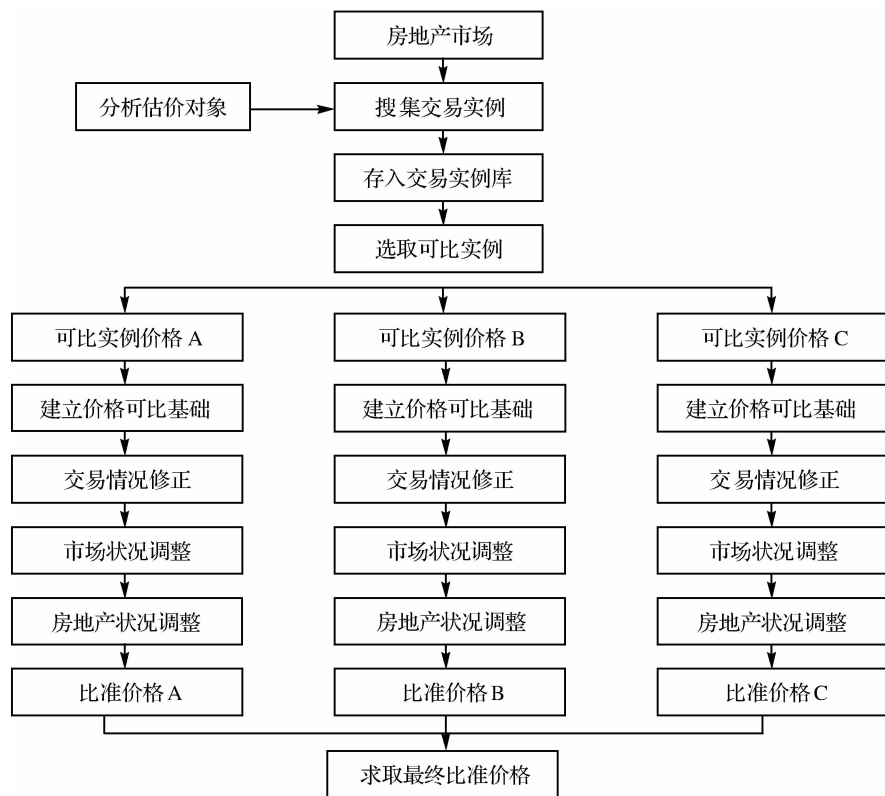 房地产市场
分析估价对象
搜集交易实例
存入交易实例库
选取可比实例
可比实例价格 A
可比实例价格 B
可比实例价格 C
建立价格可比基础
建立价格可比基础
建立价格可比基础
交易情况修正
交易情况修正
交易情况修正
市场状况调整
市场状况调整
市场状况调整
房地产状况调整
房地产状况调整
房地产状况调整
比准价格 A
比准价格 B
比准价格 C
求取最终比准价格